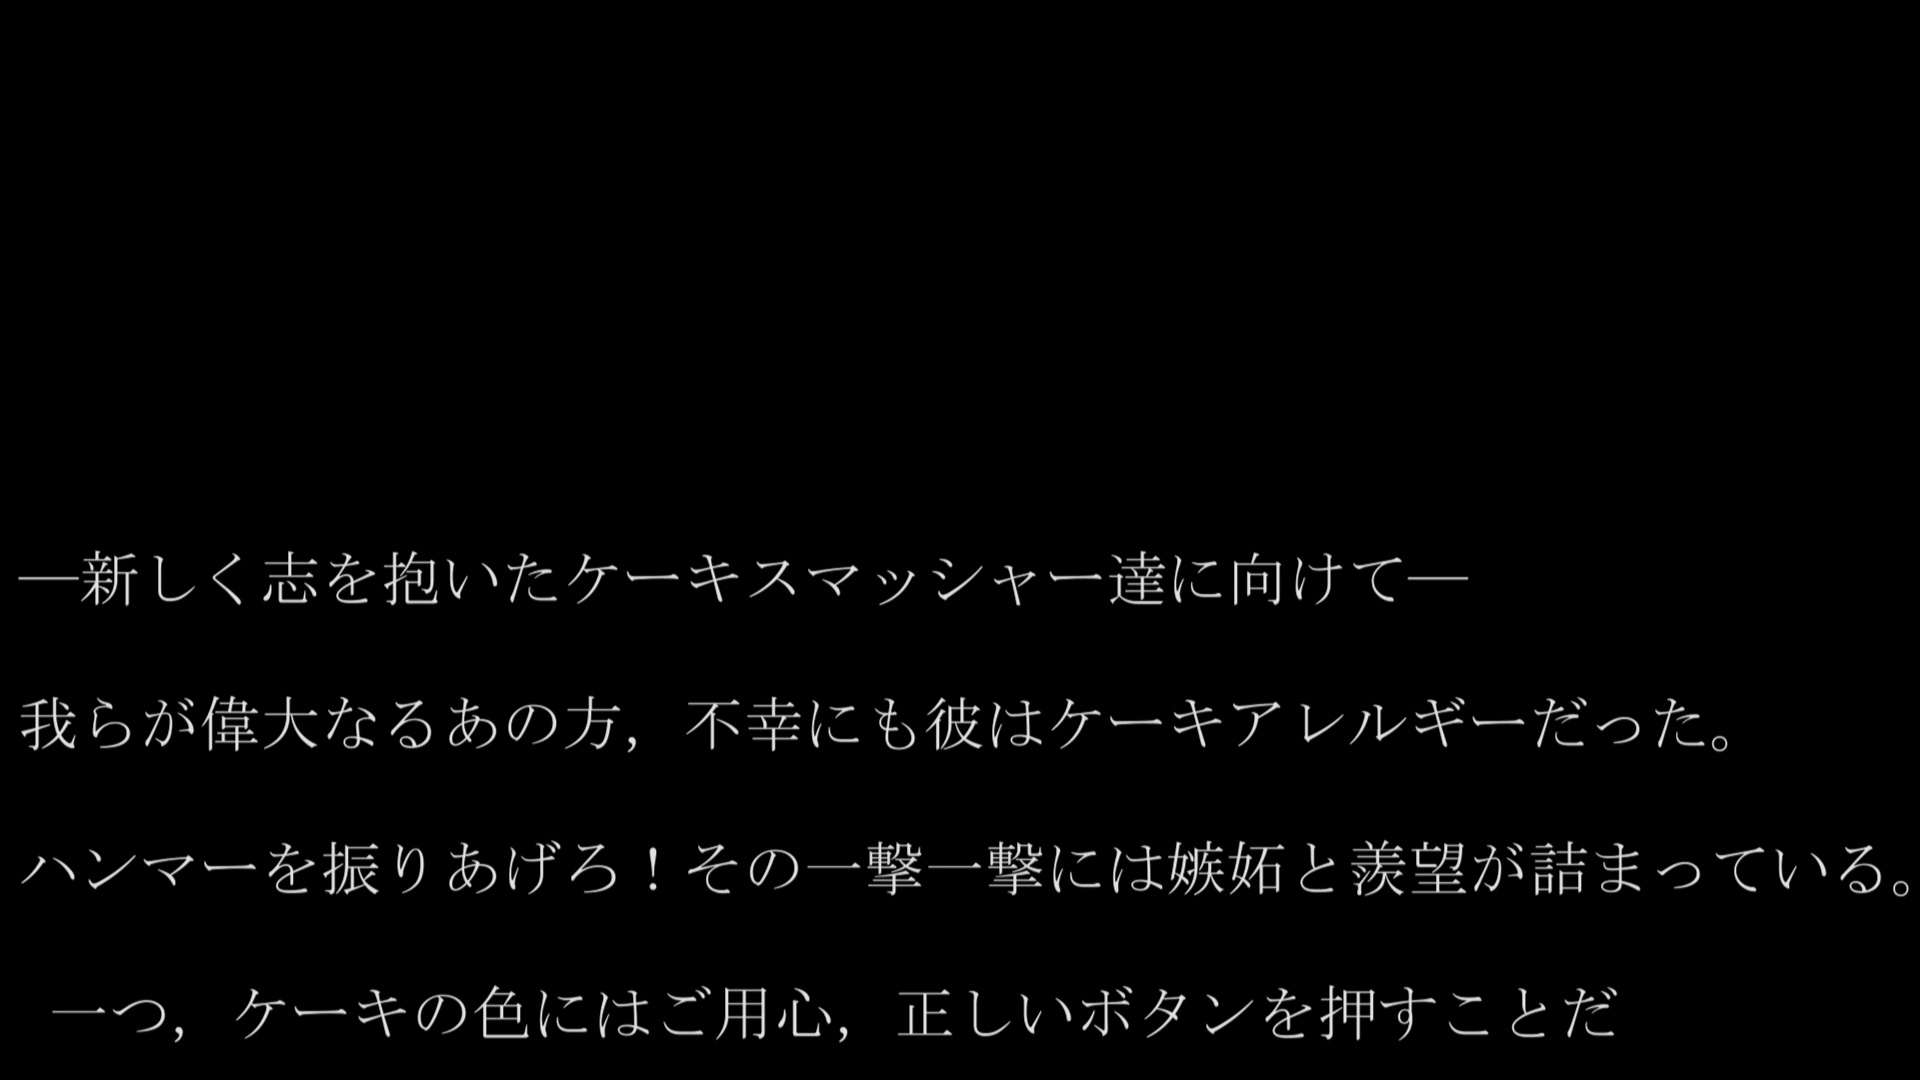 ―新しく志を抱いたケーキスマッシャー達に向けて―
我らが偉大なるあの方，不幸にも彼はケーキアレルギーだった。
ハンマーを振りあげろ！その一撃一撃には嫉妬と羨望が詰まっている。
一つ，ケーキの色にはご用心，正しいボタンを押すことだ